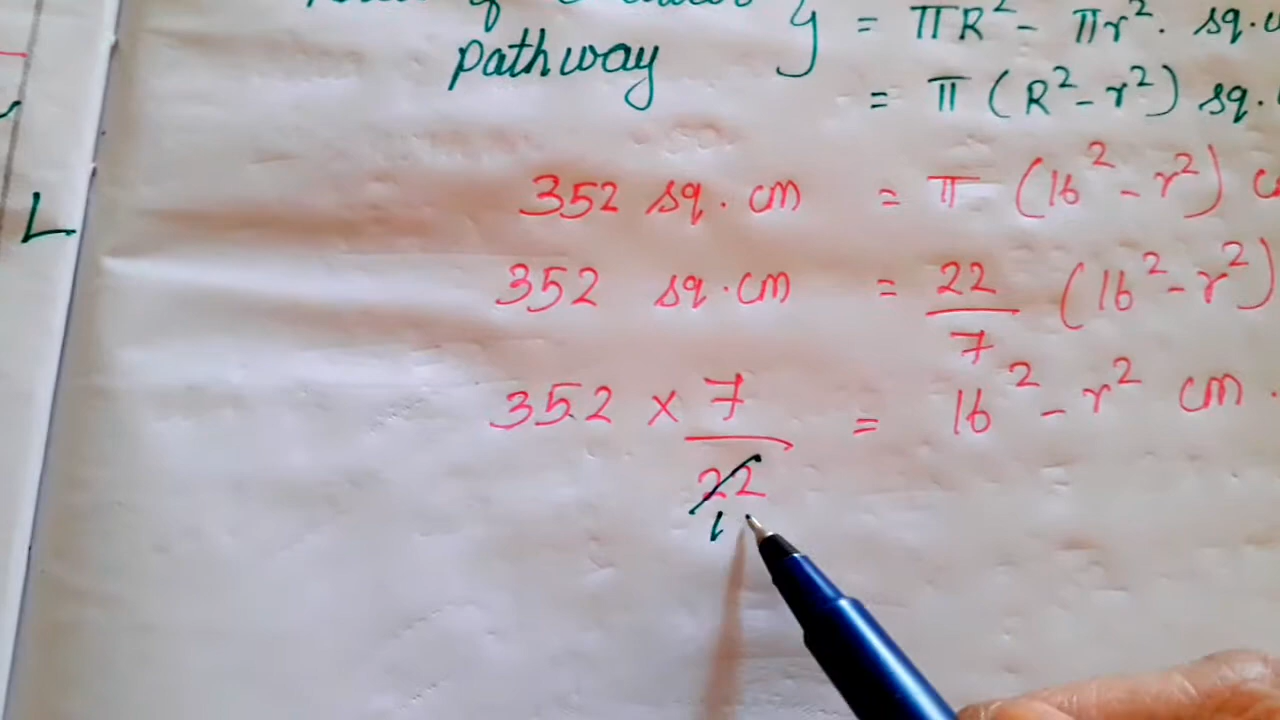 of
pathway } = πR² - πr². sq.
= π (R² - r²) sq.
352 sq. cm = π (16² - r²)
352 sq. cm = 22/7 (16² - r²)
352 × 7/22 = 16² - r² cm.
1
L